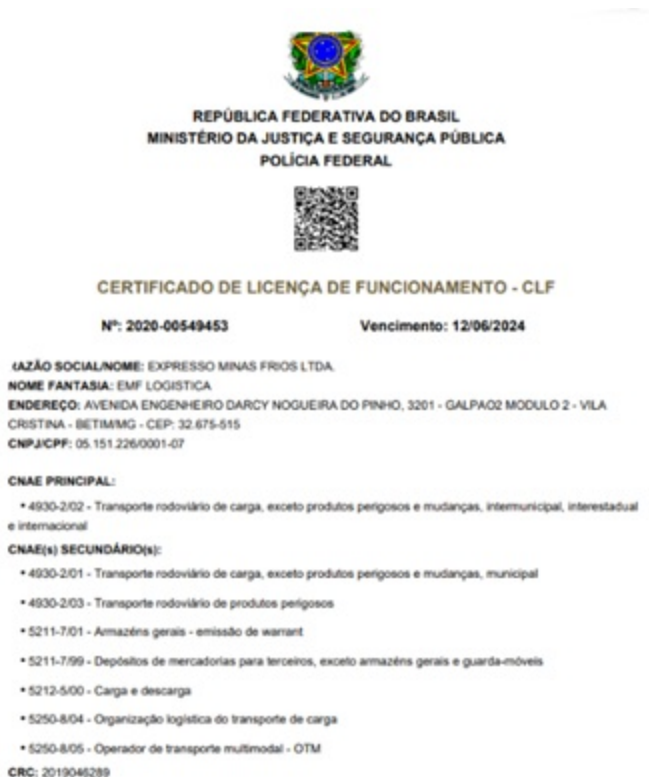 REPÚBLICA FEDERATIVA DO BRASIL
MINISTÉRIO DA JUSTIÇA E SEGURANÇA PÚBLICA
POLÍCIA FEDERAL
CERTIFICADO DE LICENÇA DE FUNCIONAMENTO - CLF
Nº: 2020-00549453 Vencimento: 12/06/2024
RAZÃO SOCIAL/NOME: EXPRESSO MINAS FRIOS LTDA.
NOME FANTASIA: EMF LOGISTICA
ENDEREÇO: AVENIDA ENGENHEIRO DARCY NOGUEIRA DO PINHO, 3201 - GALPAO2 MODULO 2 - VILA
CRISTINA - BETIM/MG - CEP: 32.675-515
CNPJ/CPF: 05.151.226/0001-07
CNAE PRINCIPAL:
• 4930-2/02 - Transporte rodoviário de carga, exceto produtos perigosos e mudanças, intermunicipal, interestadual
e internacional
CNAE(s) SECUNDÁRIO(s):
• 4930-2/01 - Transporte rodoviário de carga, exceto produtos perigosos e mudanças, municipal
• 4930-2/03 - Transporte rodoviário de produtos perigosos
• 5211-7/01 - Armazéns gerais - emissão de warrant
• 5211-7/99 - Depósitos de mercadorias para terceiros, exceto armazéns gerais e guarda-móveis
• 5212-5/00 - Carga e descarga
• 5250-8/04 - Organização logística do transporte de carga
• 5250-8/05 - Operador de transporte multimodal - OTM
CRC: 2019046289